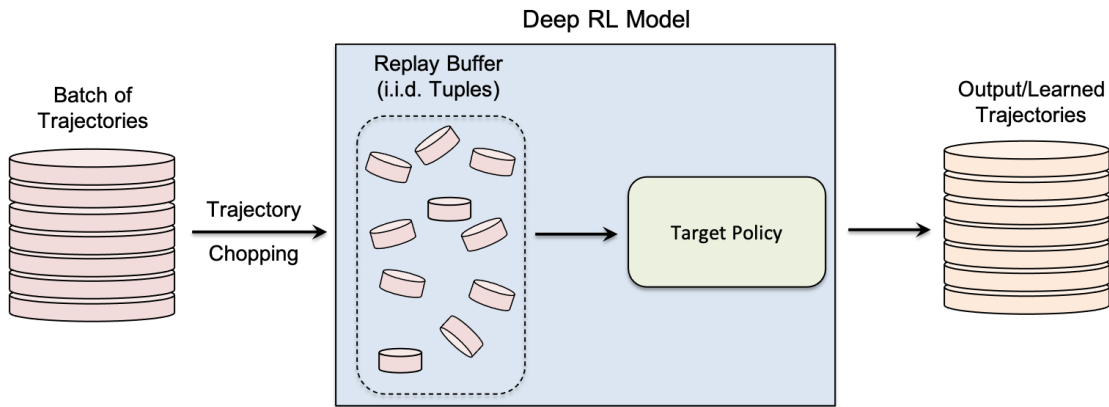 Deep RL Model
Batch of
Trajectories
Trajectory
Chopping
Replay Buffer
(i.i.d. Tuples)
Target Policy
Output/Learned
Trajectories